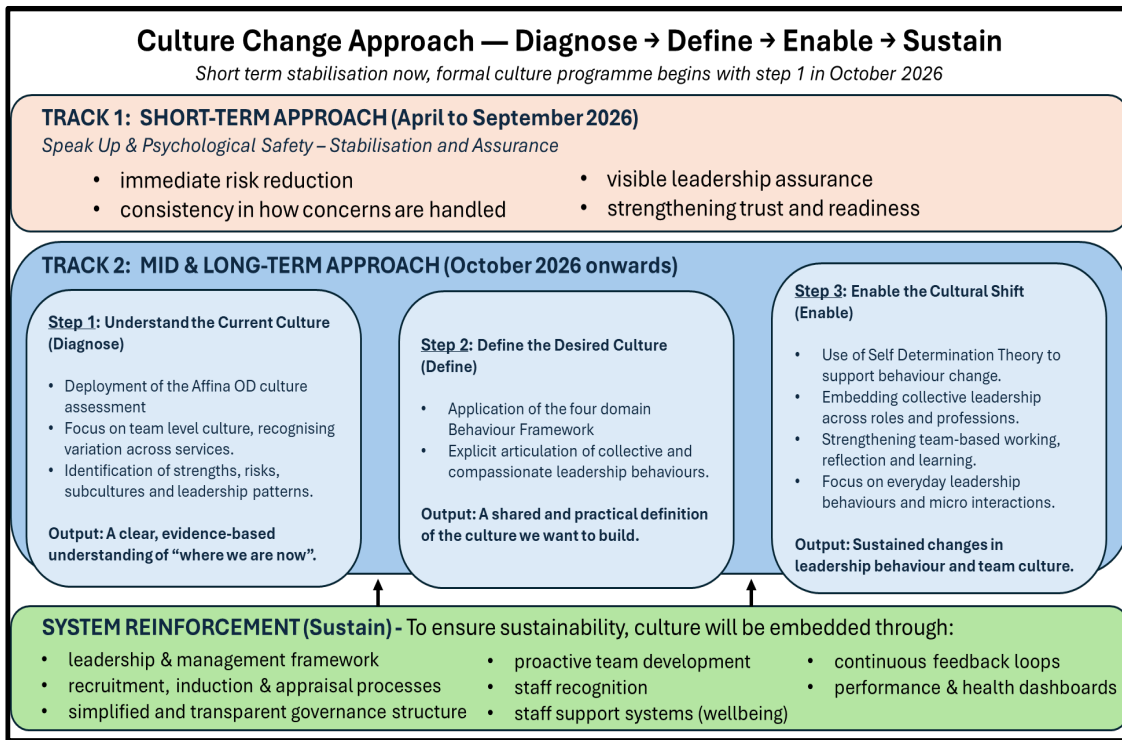 Culture Change Approach — Diagnose → Define → Enable → Sustain
Short term stabilisation now, formal culture programme begins with step 1 in October 2026
TRACK 1: SHORT-TERM APPROACH (April to September 2026)
Speak Up & Psychological Safety – Stabilisation and Assurance
• immediate risk reduction
• consistency in how concerns are handled
• visible leadership assurance
• strengthening trust and readiness
TRACK 2: MID & LONG-TERM APPROACH (October 2026 onwards)
Step 1: Understand the Current Culture
(Diagnose)
• Deployment of the Affina OD culture
assessment
• Focus on team level culture, recognising
variation across services.
• Identification of strengths, risks,
subcultures and leadership patterns.
Output: A clear, evidence-based
understanding of “where we are now”.
Step 2: Define the Desired Culture
(Define)
• Application of the four domain
Behaviour Framework
• Explicit articulation of collective and
compassionate leadership behaviours.
Output: A shared and practical definition
of the culture we want to build.
Step 3: Enable the Cultural Shift
(Enable)
• Use of Self Determination Theory to
support behaviour change.
• Embedding collective leadership
across roles and professions.
• Strengthening team-based working,
reflection and learning.
• Focus on everyday leadership
behaviours and micro interactions.
Output: Sustained changes in
leadership behaviour and team culture.
SYSTEM REINFORCEMENT (Sustain) - To ensure sustainability, culture will be embedded through:
• leadership & management framework
• recruitment, induction & appraisal processes
• simplified and transparent governance structure
• proactive team development
• staff recognition
• staff support systems (wellbeing)
• continuous feedback loops
• performance & health dashboards